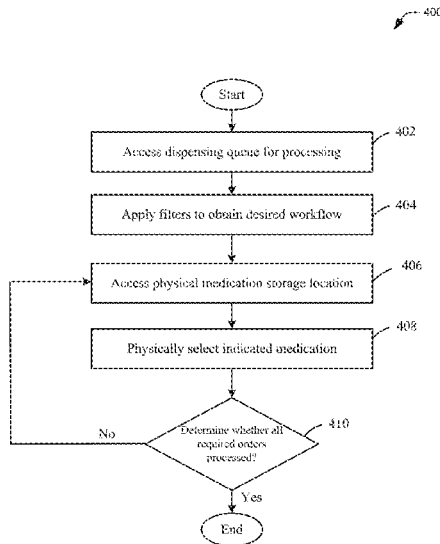 400
Start
Access dispensing queue for processing
402
Apply filters to obtain desired workflow
404
Access physical medication storage location
406
Physically select indicated medication
408
Determine whether all
required orders
processed?
410
No
Yes
End